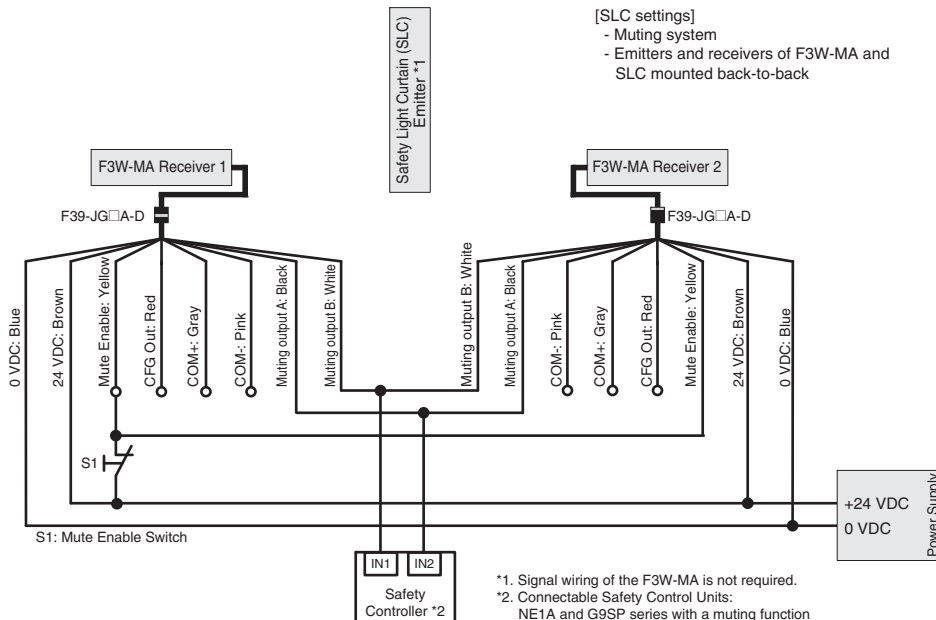 [SLC settings]
- Muting system
- Emitters and receivers of F3W-MA and
SLC mounted back-to-back
Safety Light Curtain (SLC)
Emitter *1
F3W-MA Receiver 1
F3W-MA Receiver 2
F39-JG□A-D
F39-JG□A-D
0 VDC: Blue
24 VDC: Brown
Mute Enable: Yellow
CFG Out: Red
COM+: Gray
COM-: Pink
Muting output A: Black
Muting output B: White
Muting output B: White
Muting output A: Black
COM-: Pink
COM+: Gray
CFG Out: Red
Mute Enable: Yellow
24 VDC: Brown
0 VDC: Blue
S1
+24 VDC
0 VDC
Power Supply
S1: Mute Enable Switch
IN1
IN2
Safety
Controller *2
*1. Signal wiring of the F3W-MA is not required.
*2. Connectable Safety Control Units:
NE1A and G9SP series with a muting function